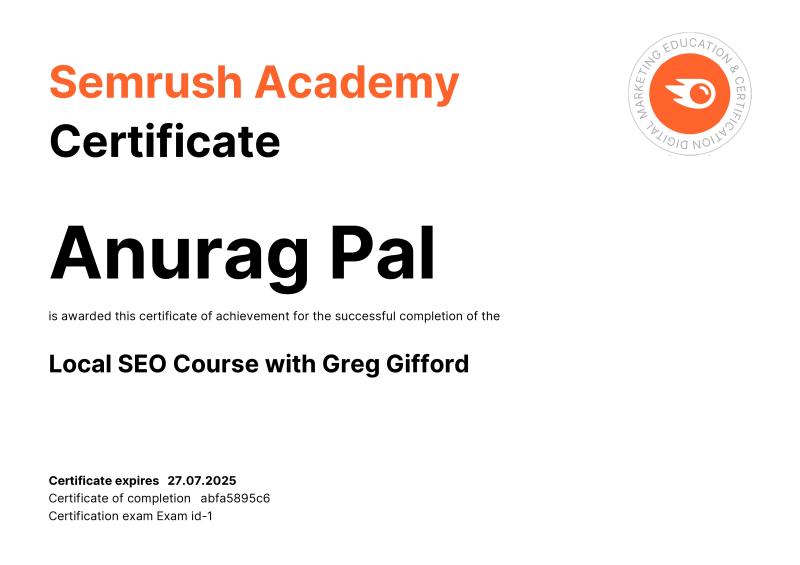 Semrush Academy
Certificate
DIGITAL MARKETING EDUCATION & CERTIFICATION
Anurag Pal
is awarded this certificate of achievement for the successful completion of the
Local SEO Course with Greg Gifford
Certificate expires 27.07.2025
Certificate of completion abfa5895c6
Certification exam Exam id-1